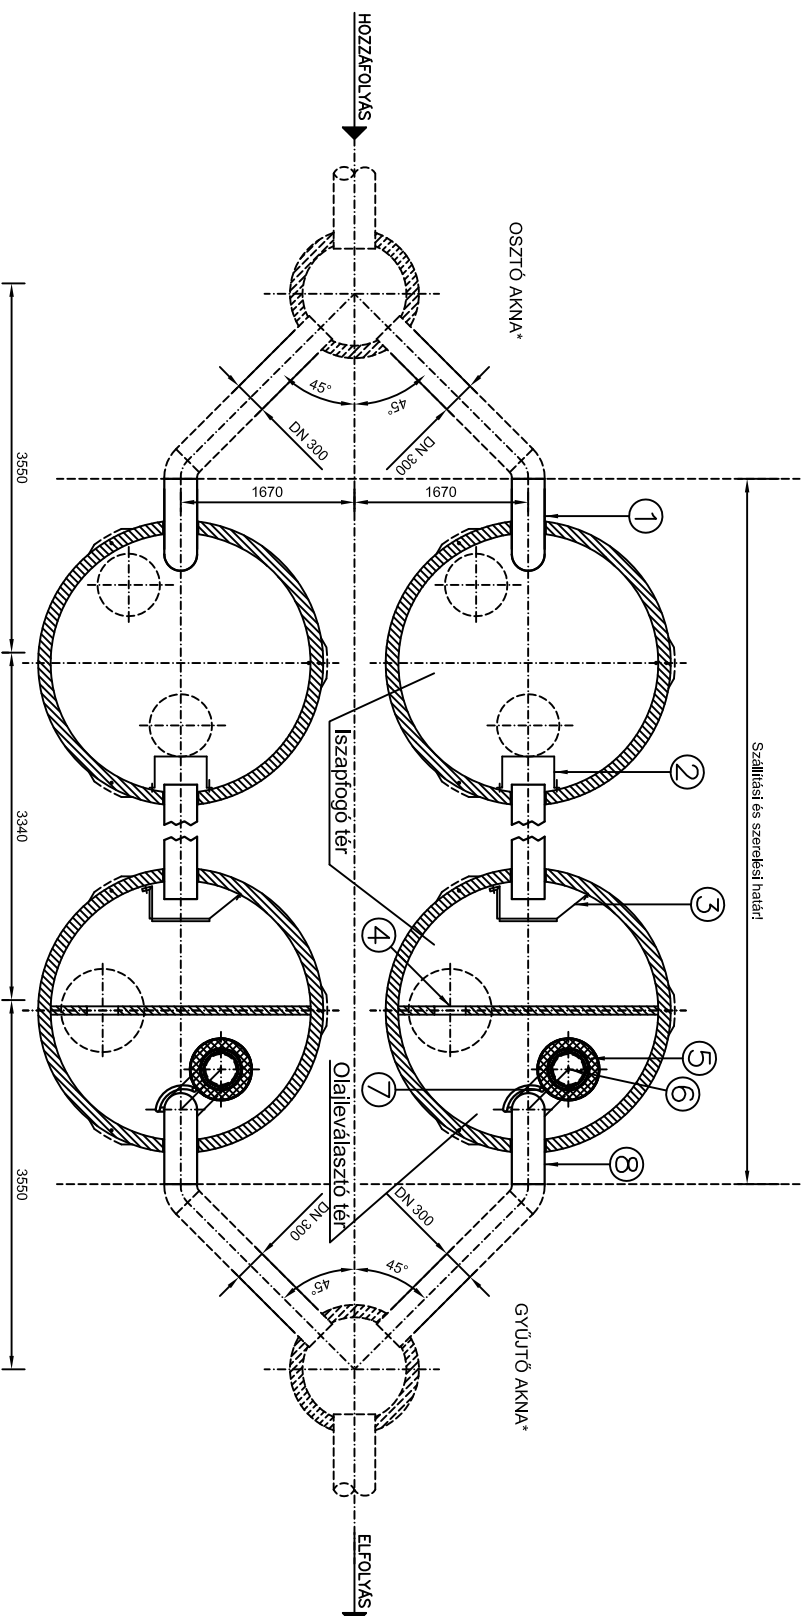 HOZZÁFOLYÁS
OSZTÓ AKNA*
45°
45°
DN 300
DN 300
3550
1670
1670
1
Szállítási és szerelési határ!
2
Iszapfogó tér
3340
3
4
5
6
7
Olajleválasztó tér
8
3550
DN 300
DN 300
45°
45°
GYŰJTŐ AKNA*
ELFOLYÁS